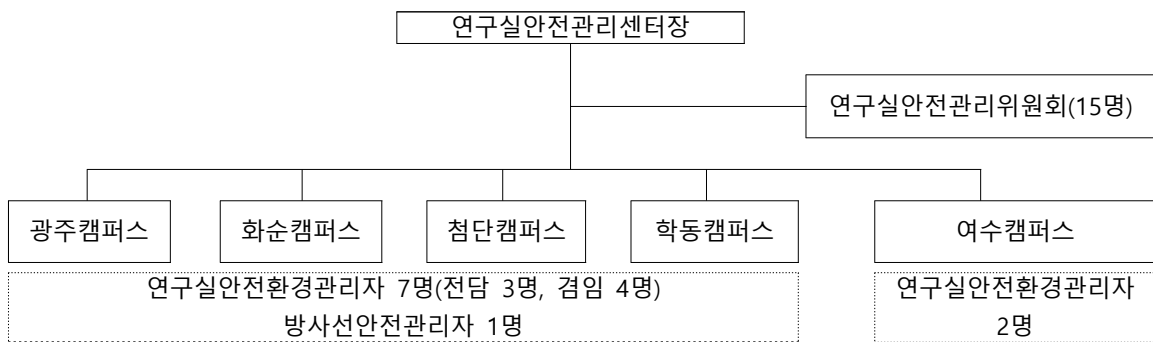 연구실안전관리센터장
연구실안전관리위원회(15명)
광주캠퍼스
화순캠퍼스
첨단캠퍼스
학동캠퍼스
여수캠퍼스
연구실안전환경관리자 7명(전담 3명, 겸임 4명)
방사선안전관리자 1명
연구실안전환경관리자
2명